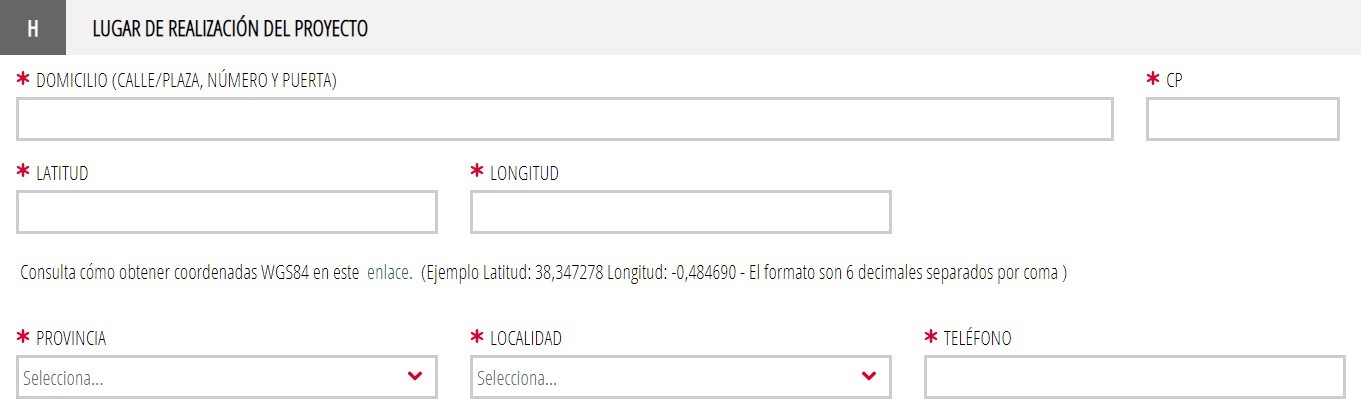 H LUGAR DE REALIZACIÓN DEL PROYECTO
* DOMICILIO (CALLE/PLAZA, NÚMERO Y PUERTA) * CP
* LATITUD * LONGITUD
Consulta cómo obtener coordenadas WGS84 en este enlace. (Ejemplo Latitud: 38,347278 Longitud: -0,484690 - El formato son 6 decimales separados por coma )
* PROVINCIA * LOCALIDAD * TELÉFONO
Selecciona... Selecciona...